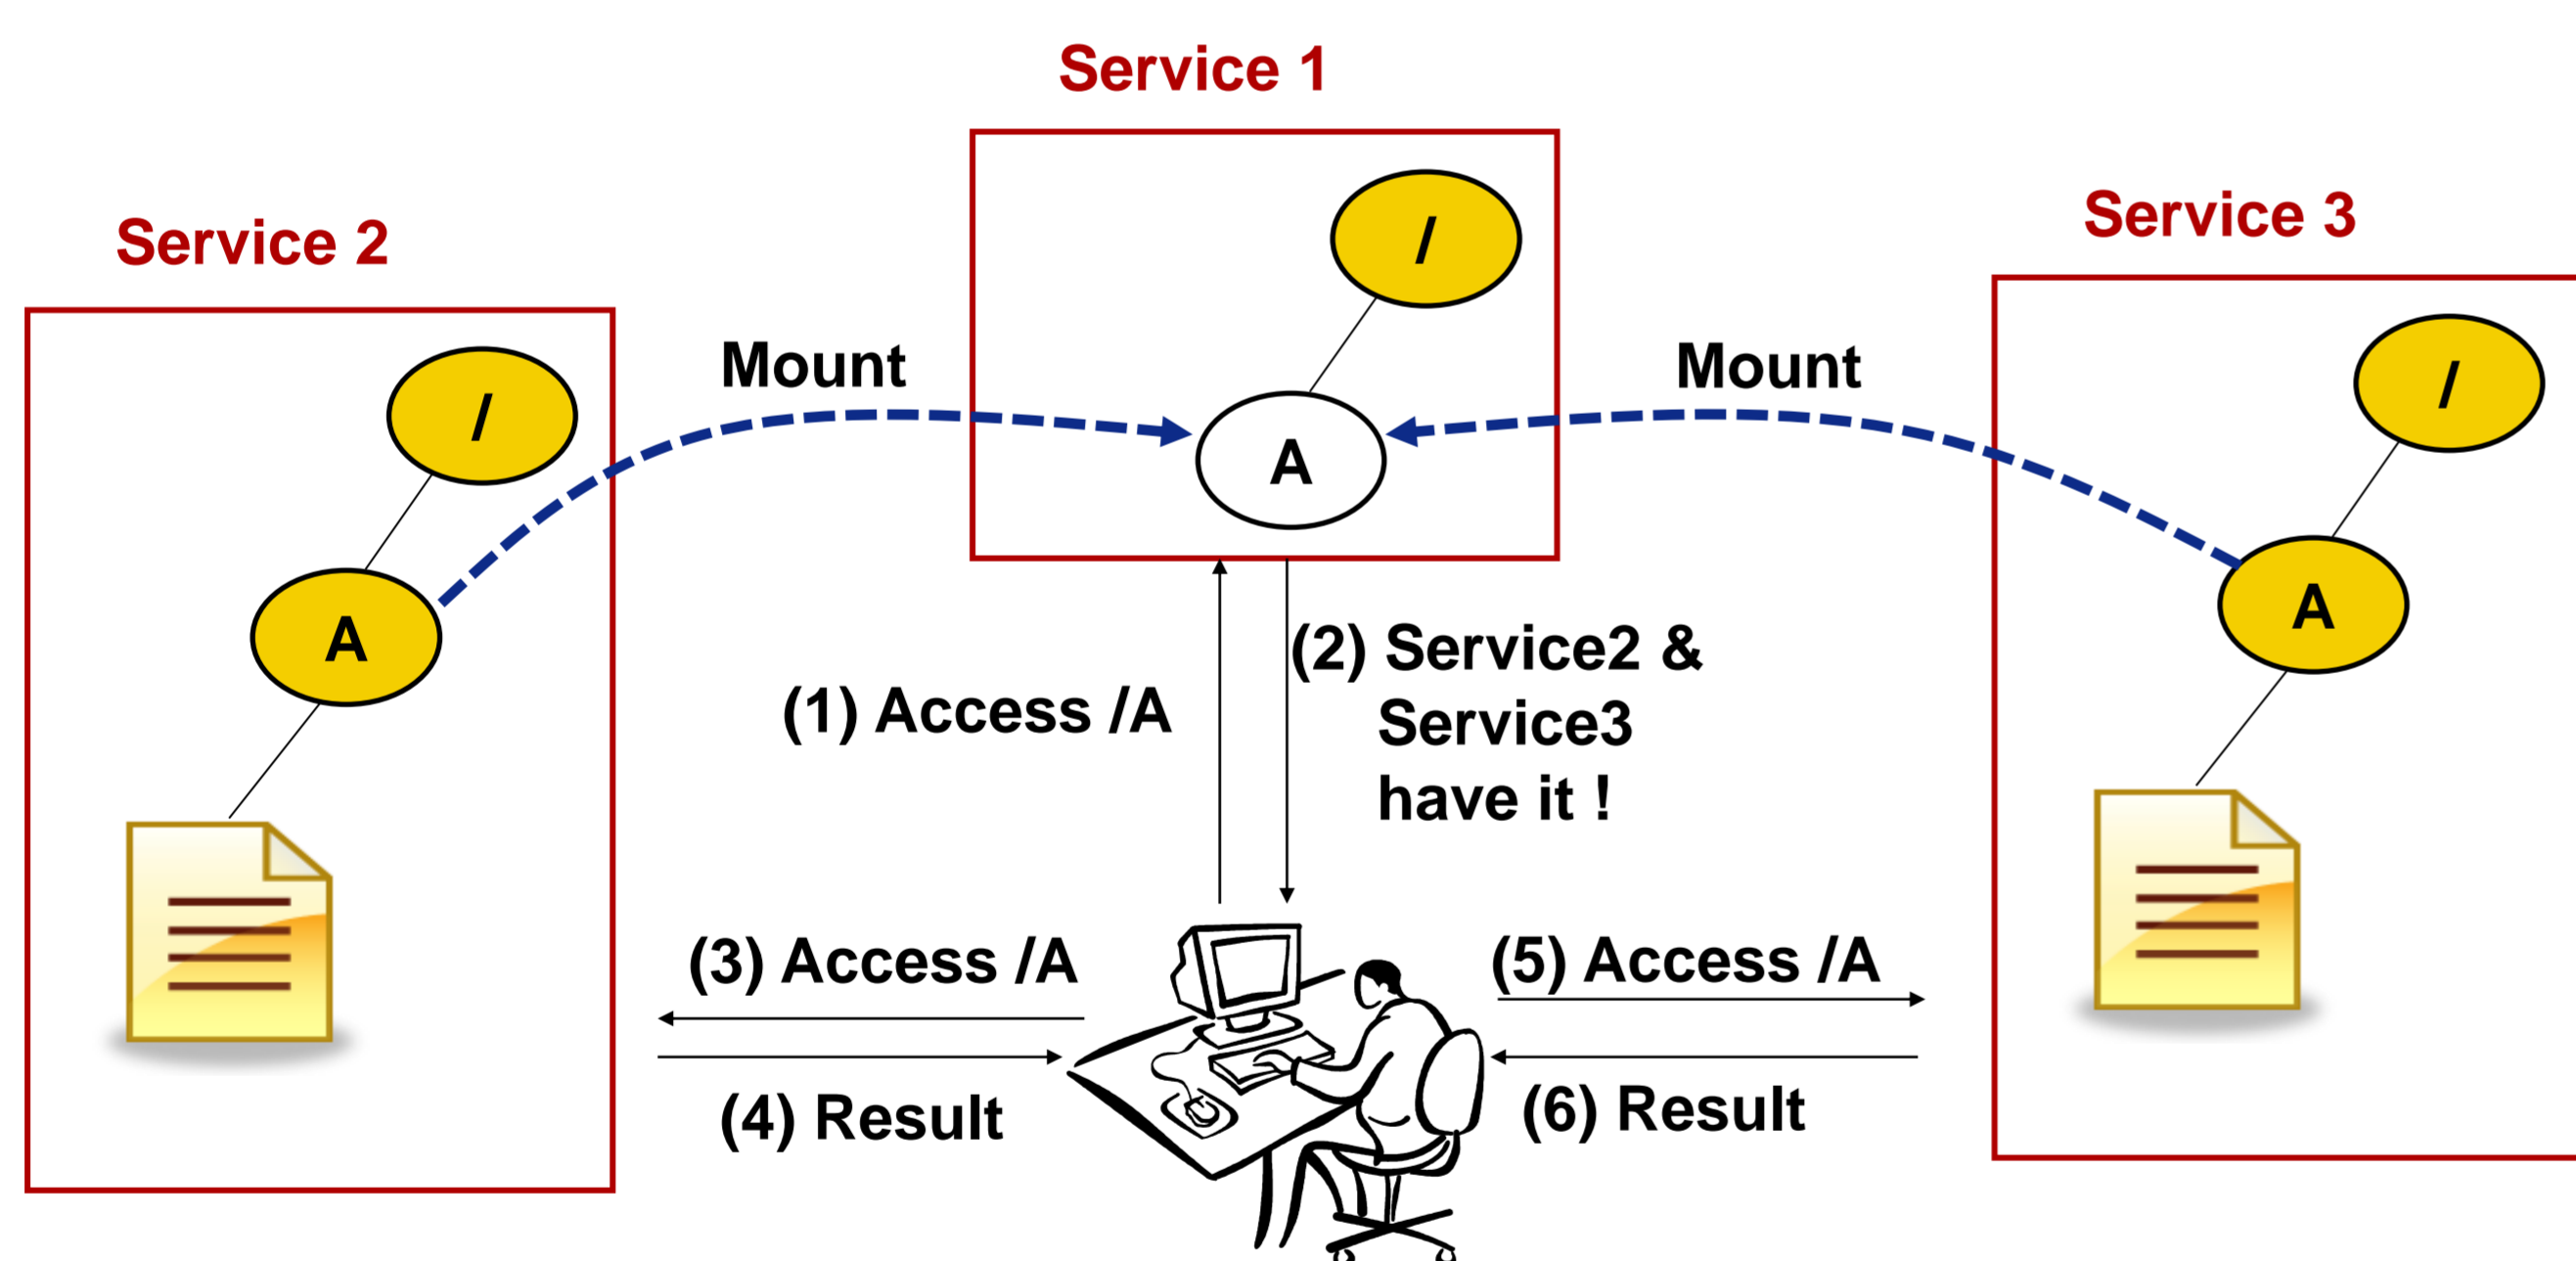 Service 1
/
A
Service 2
/
A
Service 3
/
A
Mount
Mount
(1) Access /A
(2) Service2 &
Service3
have it !
(3) Access /A
(4) Result
(5) Access /A
(6) Result